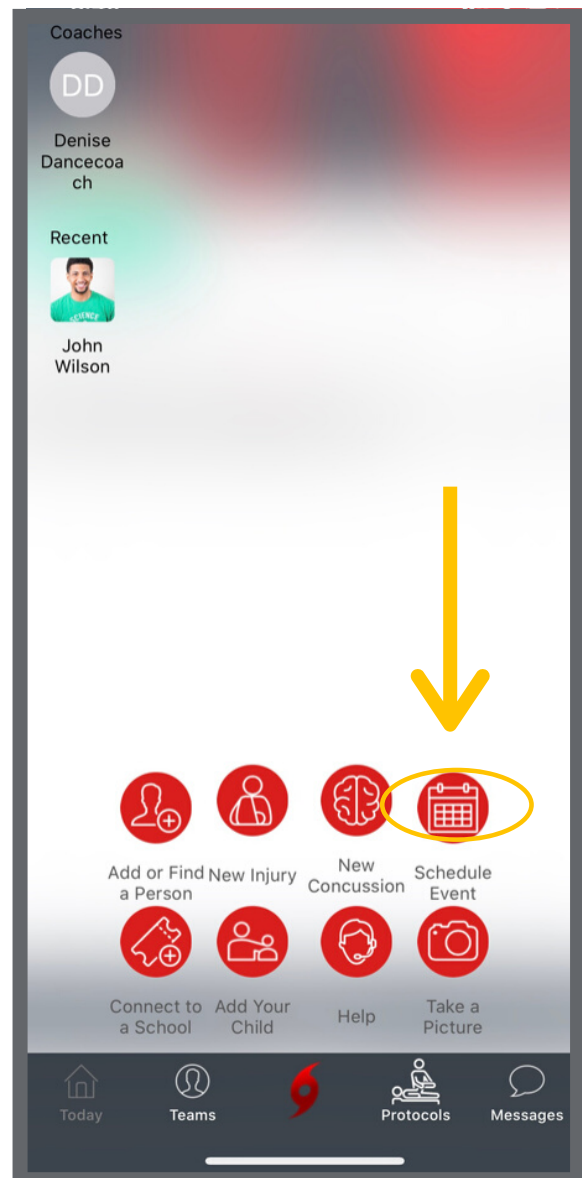 Coaches
DD
Denise
Dancecoa
ch
Recent
SCIENCE
John
Wilson
Add or Find
a Person
New Injury
New
Concussion
Schedule
Event
Connect to
a School
Add Your
Child
Help
Take a
Picture
Today
Teams
Protocols
Messages